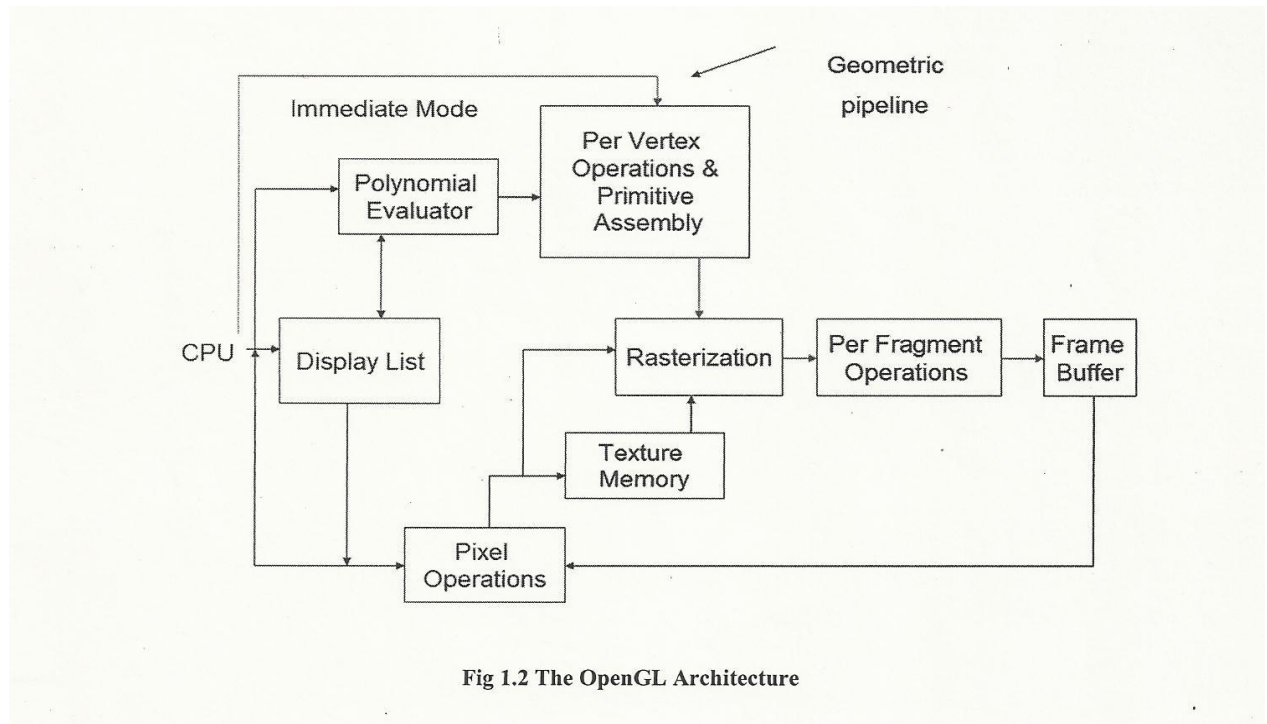 Geometric
pipeline
Immediate Mode
Per Vertex
Operations &
Primitive
Assembly
Polynomial
Evaluator
CPU
Display List
Rasterization
Per Fragment
Operations
Frame
Buffer
Texture
Memory
Pixel
Operations
Fig 1.2 The OpenGL Architecture